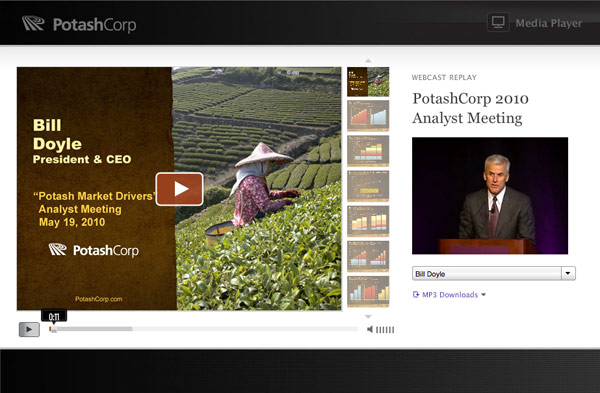 PotashCorp
Media Player
Bill
Doyle
President & CEO
“Potash Market Drivers”
Analyst Meeting
May 19, 2010
PotashCorp
PotashCorp.com
0:11
WEBCAST REPLAY
PotashCorp 2010
Analyst Meeting
Bill Doyle
MP3 Downloads